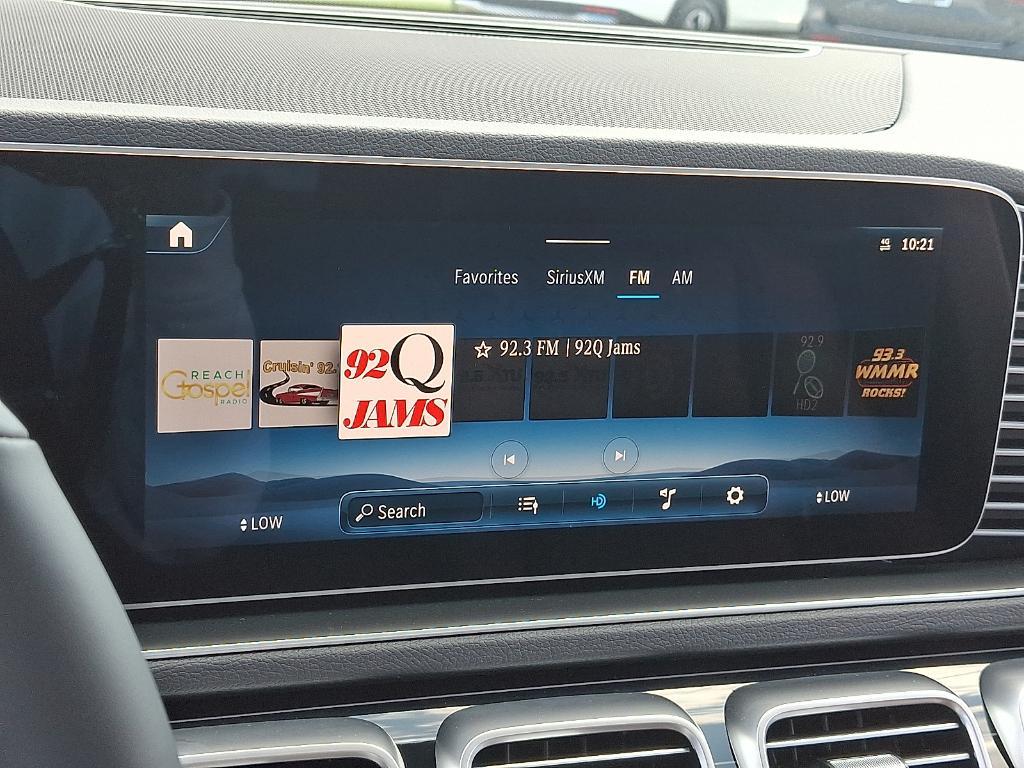 4G 10:21
Favorites SiriusXM FM AM
92.3 FM | 92Q Jams
REACH
Gospel
RADIO
Cruisin' 92.
92Q
JAMS
92.9
HD2
93.3
WMMR
ROCKS!
LOW
Search
HD
LOW